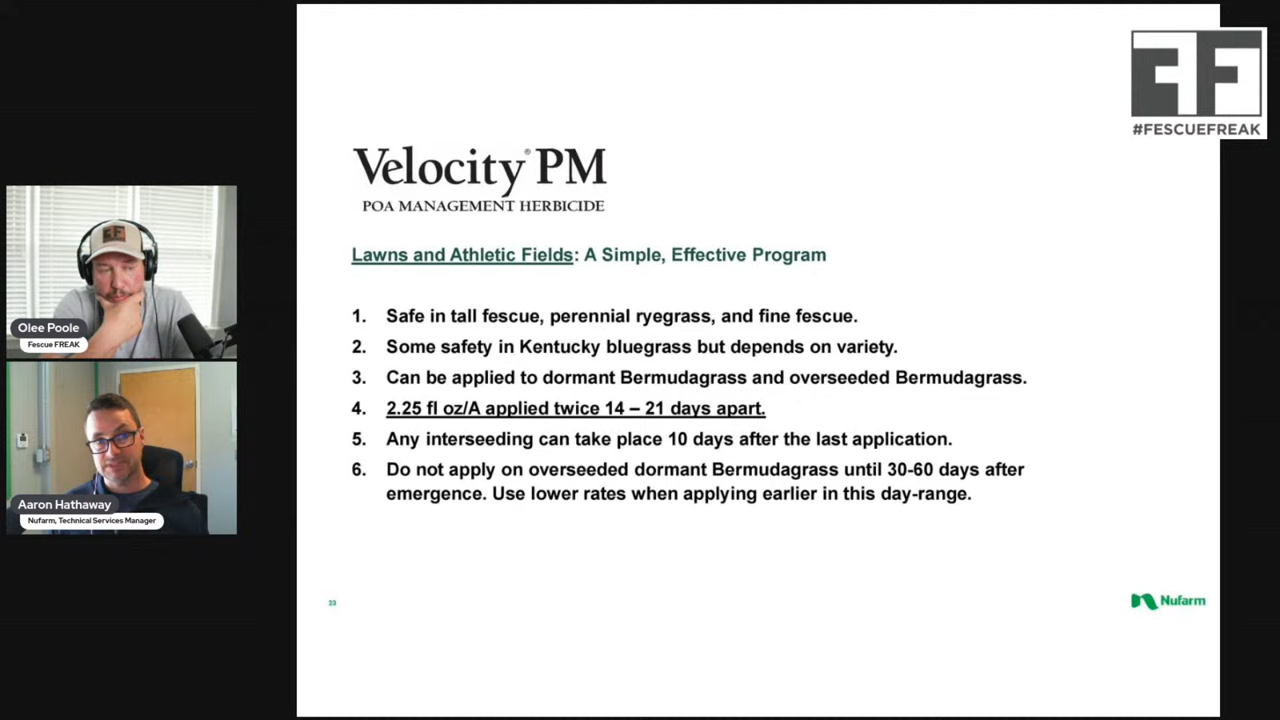 #FESCUEFREAK
Velocity® PM
POA MANAGEMENT HERBICIDE
Lawns and Athletic Fields: A Simple, Effective Program
1. Safe in tall fescue, perennial ryegrass, and fine fescue.
2. Some safety in Kentucky bluegrass but depends on variety.
3. Can be applied to dormant Bermudagrass and overseeded Bermudagrass.
4. 2.25 fl oz/A applied twice 14 – 21 days apart.
5. Any interseeding can take place 10 days after the last application.
6. Do not apply on overseeded dormant Bermudagrass until 30-60 days after
emergence. Use lower rates when applying earlier in this day-range.
23
Nufarm
Olee Poole
Fescue FREAK
Aaron Hathaway
Nufarm, Technical Services Manager